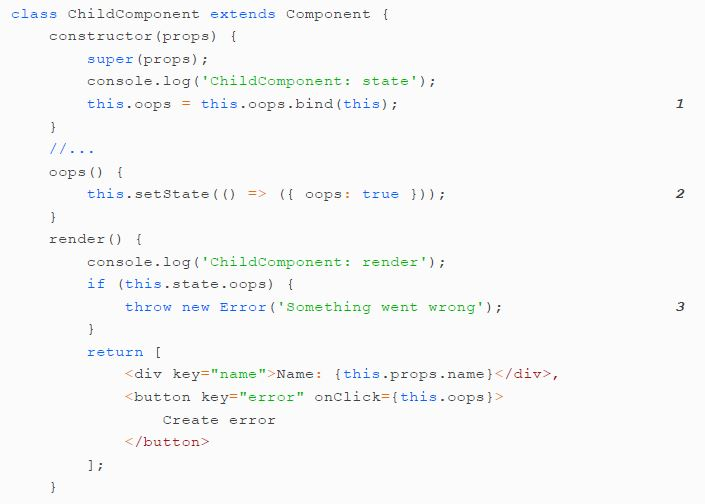 class ChildComponent extends Component {
    constructor(props) {
        super(props);
        console.log('ChildComponent: state');
        this.oops = this.oops.bind(this); 1
    }
    //...
    oops() {
        this.setState(() => ({ oops: true })); 2
    }
    render() {
        console.log('ChildComponent: render');
        if (this.state.oops) {
            throw new Error('Something went wrong'); 3
        }
        return [
            <div key="name">Name: {this.props.name}</div>,
            <button key="error" onClick={this.oops}>
                Create error
            </button>
        ];
    }